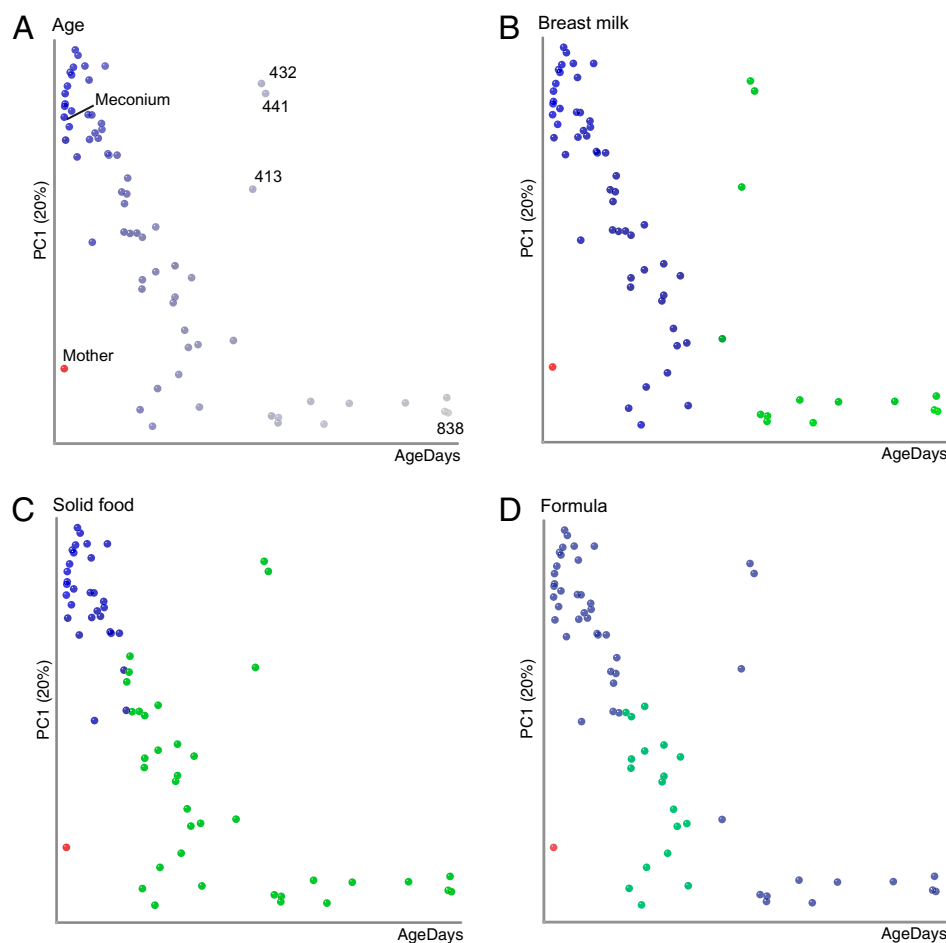 A
Age
432
441
Meconium
413
PC1 (20%)
Mother
838
AgeDays
B
Breast milk
PC1 (20%)
AgeDays
C
Solid food
PC1 (20%)
AgeDays
D
Formula
PC1 (20%)
AgeDays